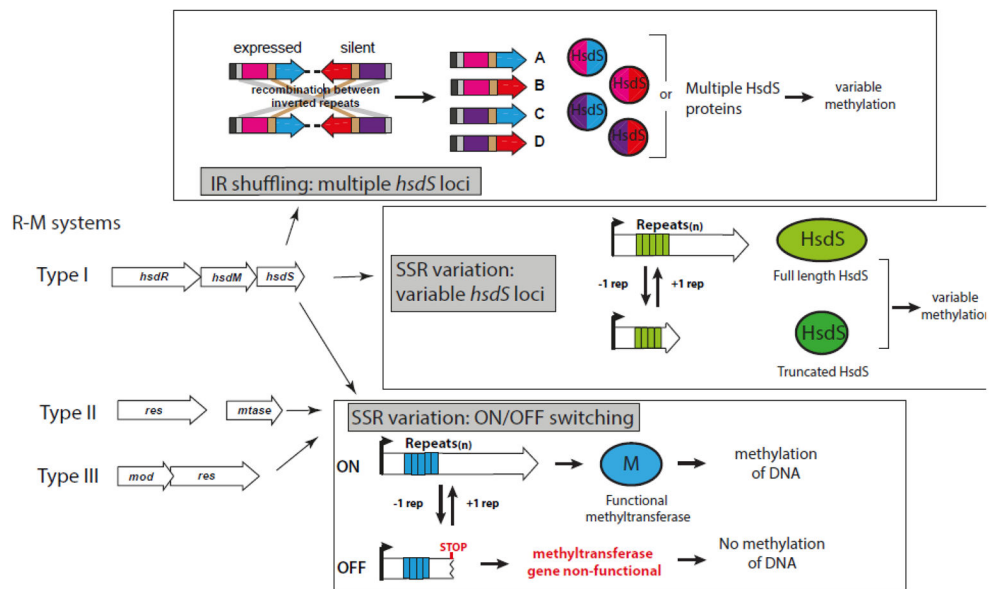 expressed silent
recombination between
inverted repeats
A
B
C
D
HsdS
HsdS
HsdS
HsdS
or
Multiple HsdS
proteins
variable
methylation
IR shuffling: multiple hsdS loci
R-M systems
Type I
hsdR hsdM hsdS
SSR variation:
variable hsdS loci
Repeats(n)
-1 rep +1 rep
HsdS
Full length HsdS
HsdS
Truncated HsdS
variable
methylation
Type II
res mtase
Type III
mod res
SSR variation: ON/OFF switching
Repeats(n)
ON
M
Functional
methyltransferase
methylation
of DNA
-1 rep +1 rep
STOP
OFF
methyltransferase
gene non-functional
No methylation
of DNA